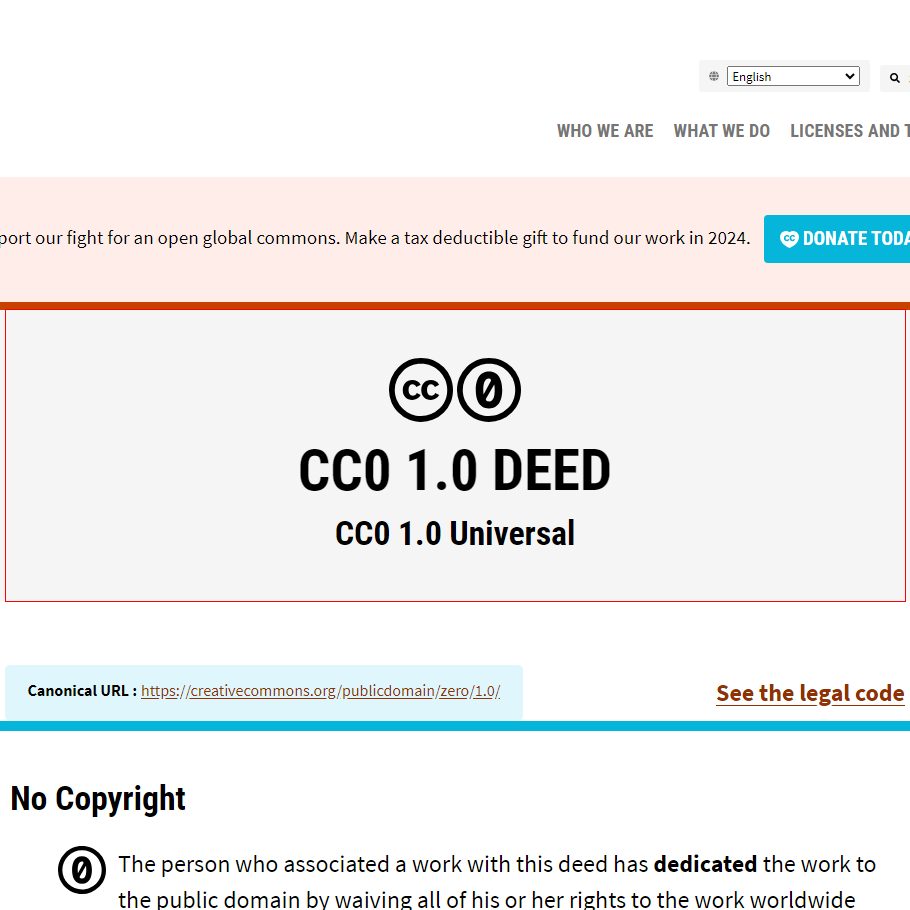 English
WHO WE ARE WHAT WE DO LICENSES AND
port our fight for an open global commons. Make a tax deductible gift to fund our work in 2024.
DONATE TODA
CC0 1.0 DEED
CC0 1.0 Universal
Canonical URL : https://creativecommons.org/publicdomain/zero/1.0/
See the legal code
No Copyright
The person who associated a work with this deed has dedicated the work to
the public domain by waiving all of his or her rights to the work worldwide